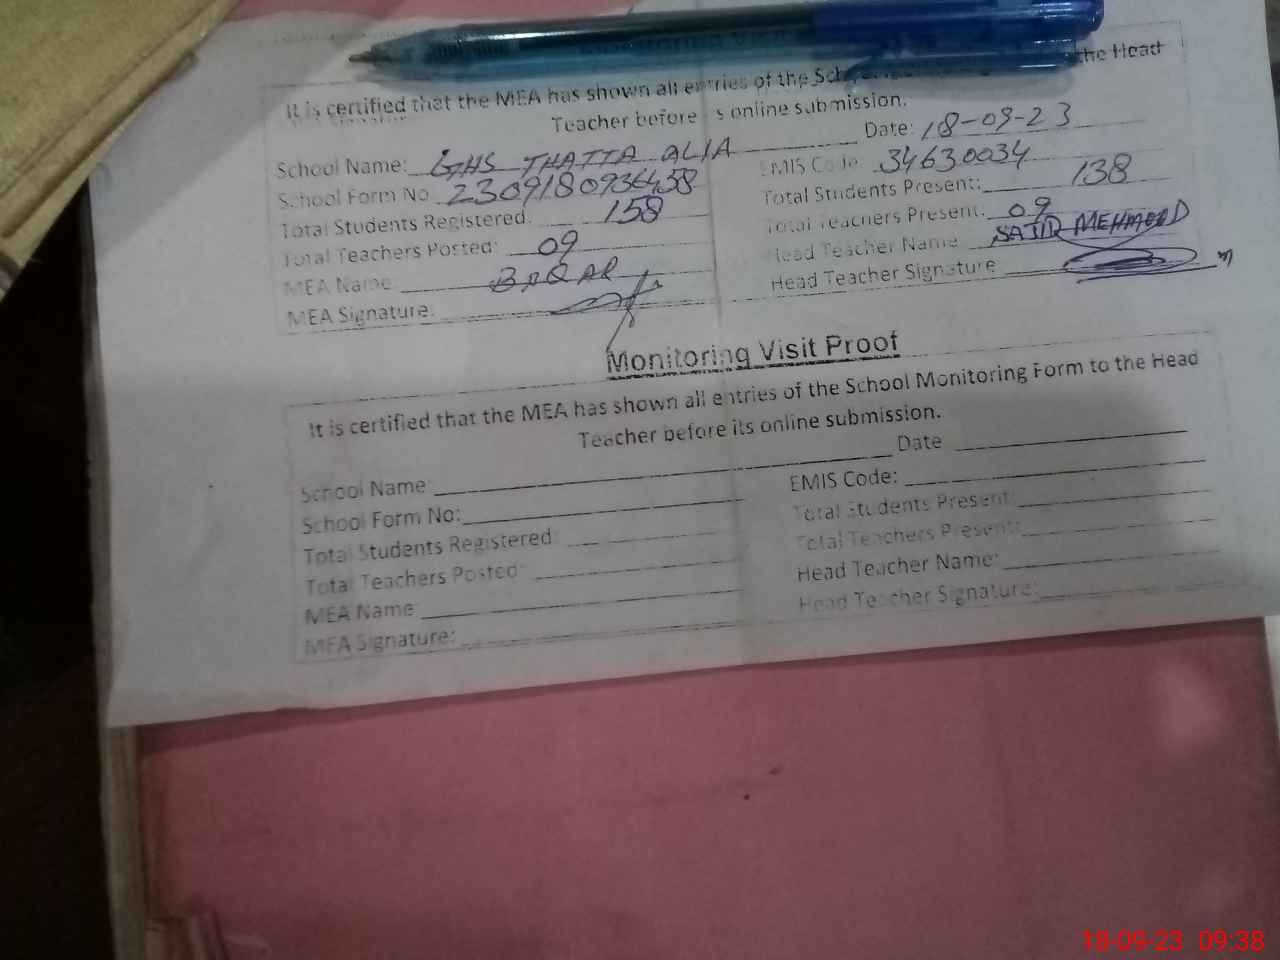 Monitoring Visit
It is certified that the MEA has shown all entries of the the Head
Teacher before s online submission.
School Name: GHS THATTA ALIA Date: 18-09-23
School Form No 2309180936458 EMIS Code: 34630034
Total Students Registered: 158 Total Students Present: 138
Total Teachers Posted: 09 Total Teachers Present: 09
MEA Name: BAQAR Head Teacher Name SAJID MEHMOOD
MEA Signature: Head Teacher Signature
Monitoring Visit Proof
It is certified that the MEA has shown all entries of the School Monitoring Form to the Head
Teacher before its online submission.
School Name: Date
School Form No: EMIS Code:
Total Students Registered: Total Students Present:
Total Teachers Posted: Total Teachers Present:
MEA Name: Head Teacher Name:
MEA Signature: Head Teacher Signature:
18-09-23 09:38